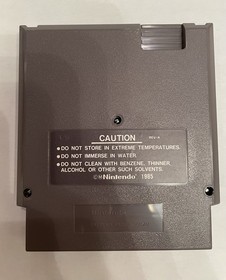 CAUTION
•DO NOT STORE IN EXTREME TEMPERATURES.
•DO NOT IMMERSE IN WATER.
•DO NOT CLEAN WITH BENZENE, THINNER,
ALCOHOL OR OTHER SUCH SOLVENTS.
©®Nintendo 1985